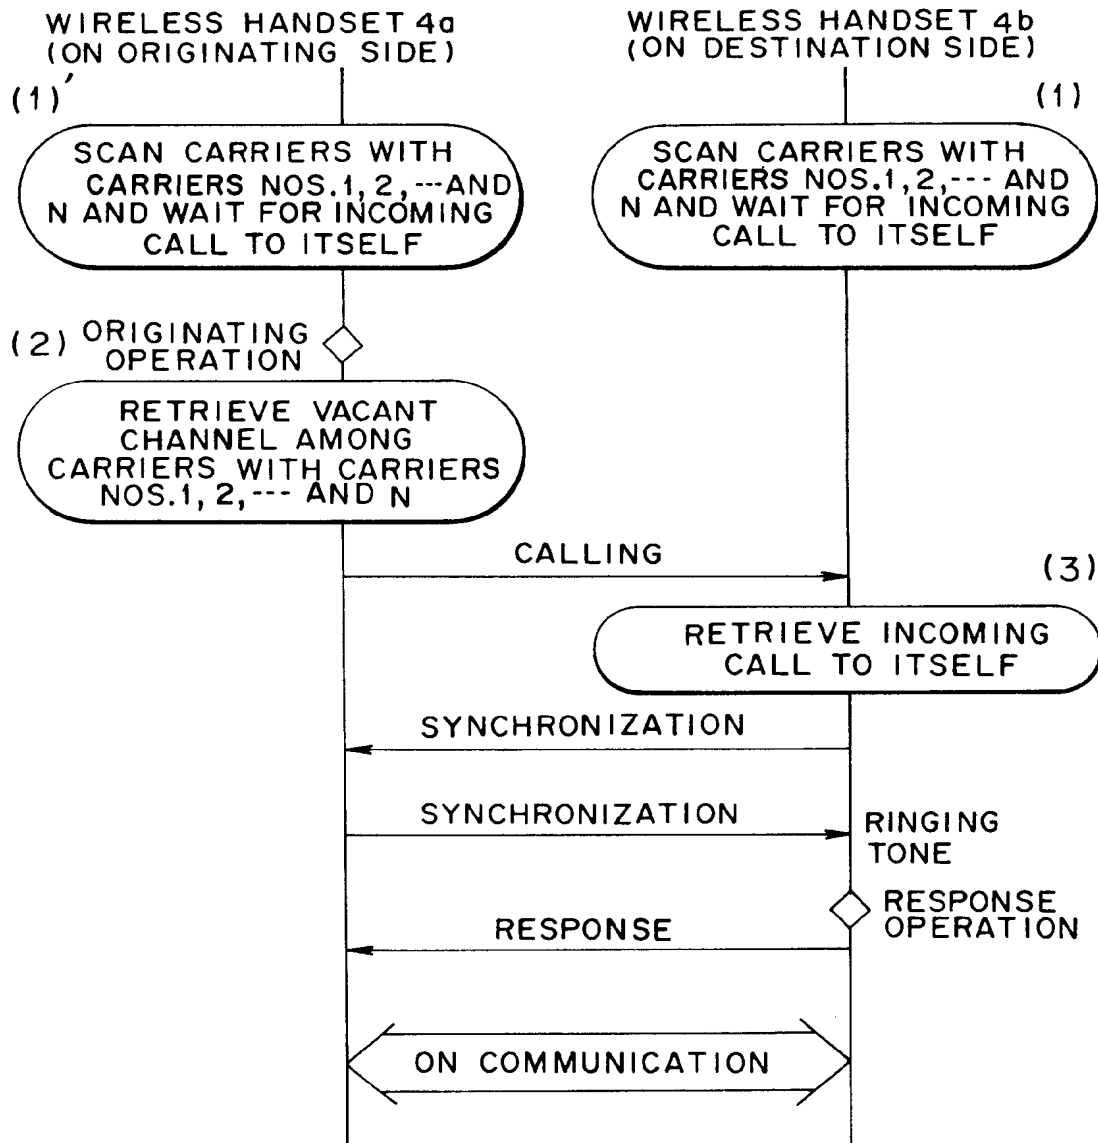 WIRELESS HANDSET 4a
(ON ORIGINATING SIDE)
WIRELESS HANDSET 4b
(ON DESTINATION SIDE)
(1)'
(1)
SCAN CARRIERS WITH
CARRIERS NOS.1, 2, --- AND
N AND WAIT FOR INCOMING
CALL TO ITSELF
SCAN CARRIERS WITH
CARRIERS NOS.1, 2, --- AND
N AND WAIT FOR INCOMING
CALL TO ITSELF
(2)
ORIGINATING
OPERATION
RETRIEVE VACANT
CHANNEL AMONG
CARRIERS WITH CARRIERS
NOS.1, 2, --- AND N
CALLING
(3)
RETRIEVE INCOMING
CALL TO ITSELF
SYNCHRONIZATION
SYNCHRONIZATION
RINGING
TONE
RESPONSE
OPERATION
RESPONSE
ON COMMUNICATION